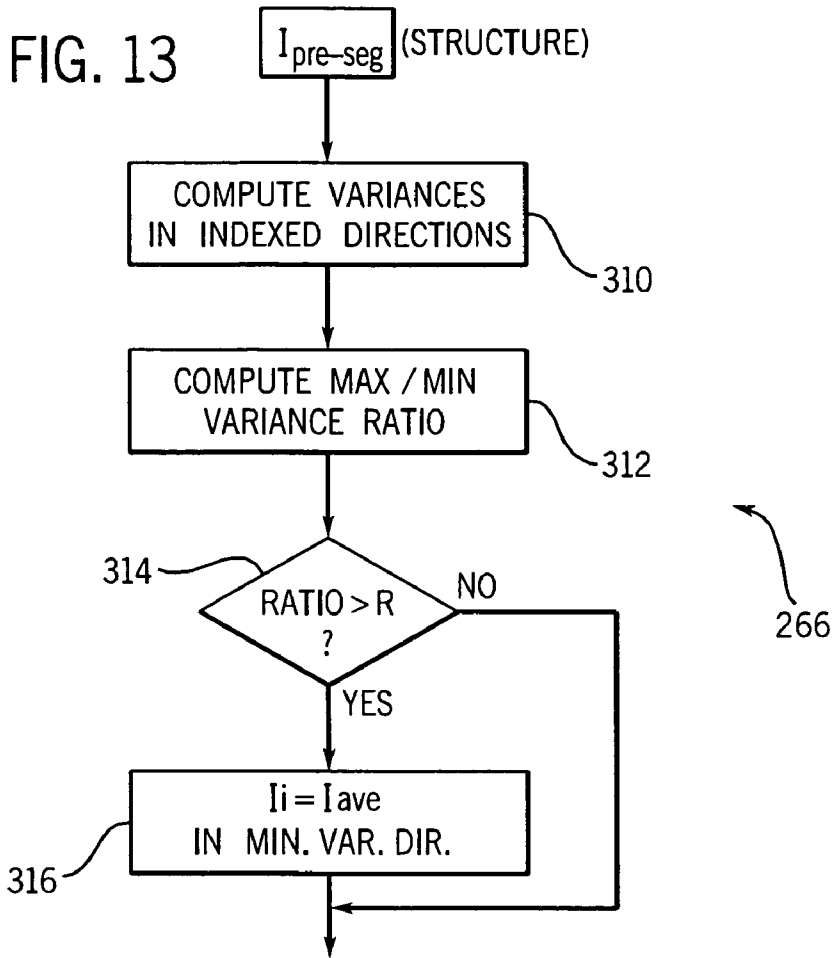 FIG. 13
I pre-seg (STRUCTURE)
COMPUTE VARIANCES
IN INDEXED DIRECTIONS
310
COMPUTE MAX / MIN
VARIANCE RATIO
312
314
RATIO > R
?
NO
266
YES
Ii = Iave
IN MIN. VAR. DIR.
316